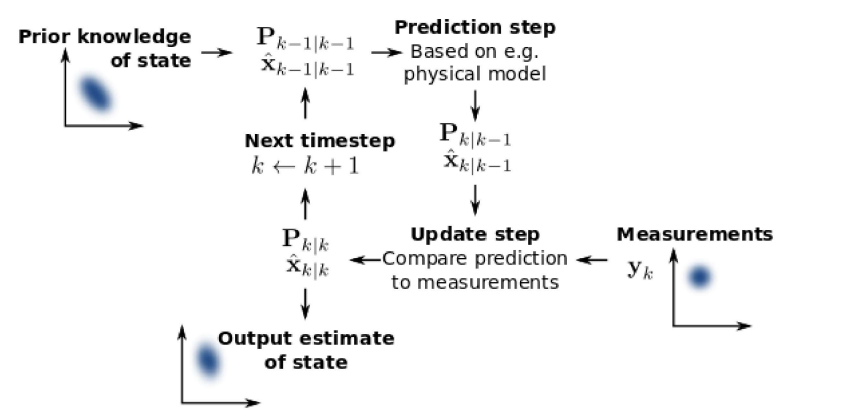 Prior knowledge
of state
P_{k−1|k−1}
x̂_{k−1|k−1}
Prediction step
Based on e.g.
physical model
Next timestep
k ← k + 1
P_{k|k−1}
x̂_{k|k−1}
P_{k|k}
x̂_{k|k}
Update step
Compare prediction
to measurements
Measurements
y_k
Output estimate
of state